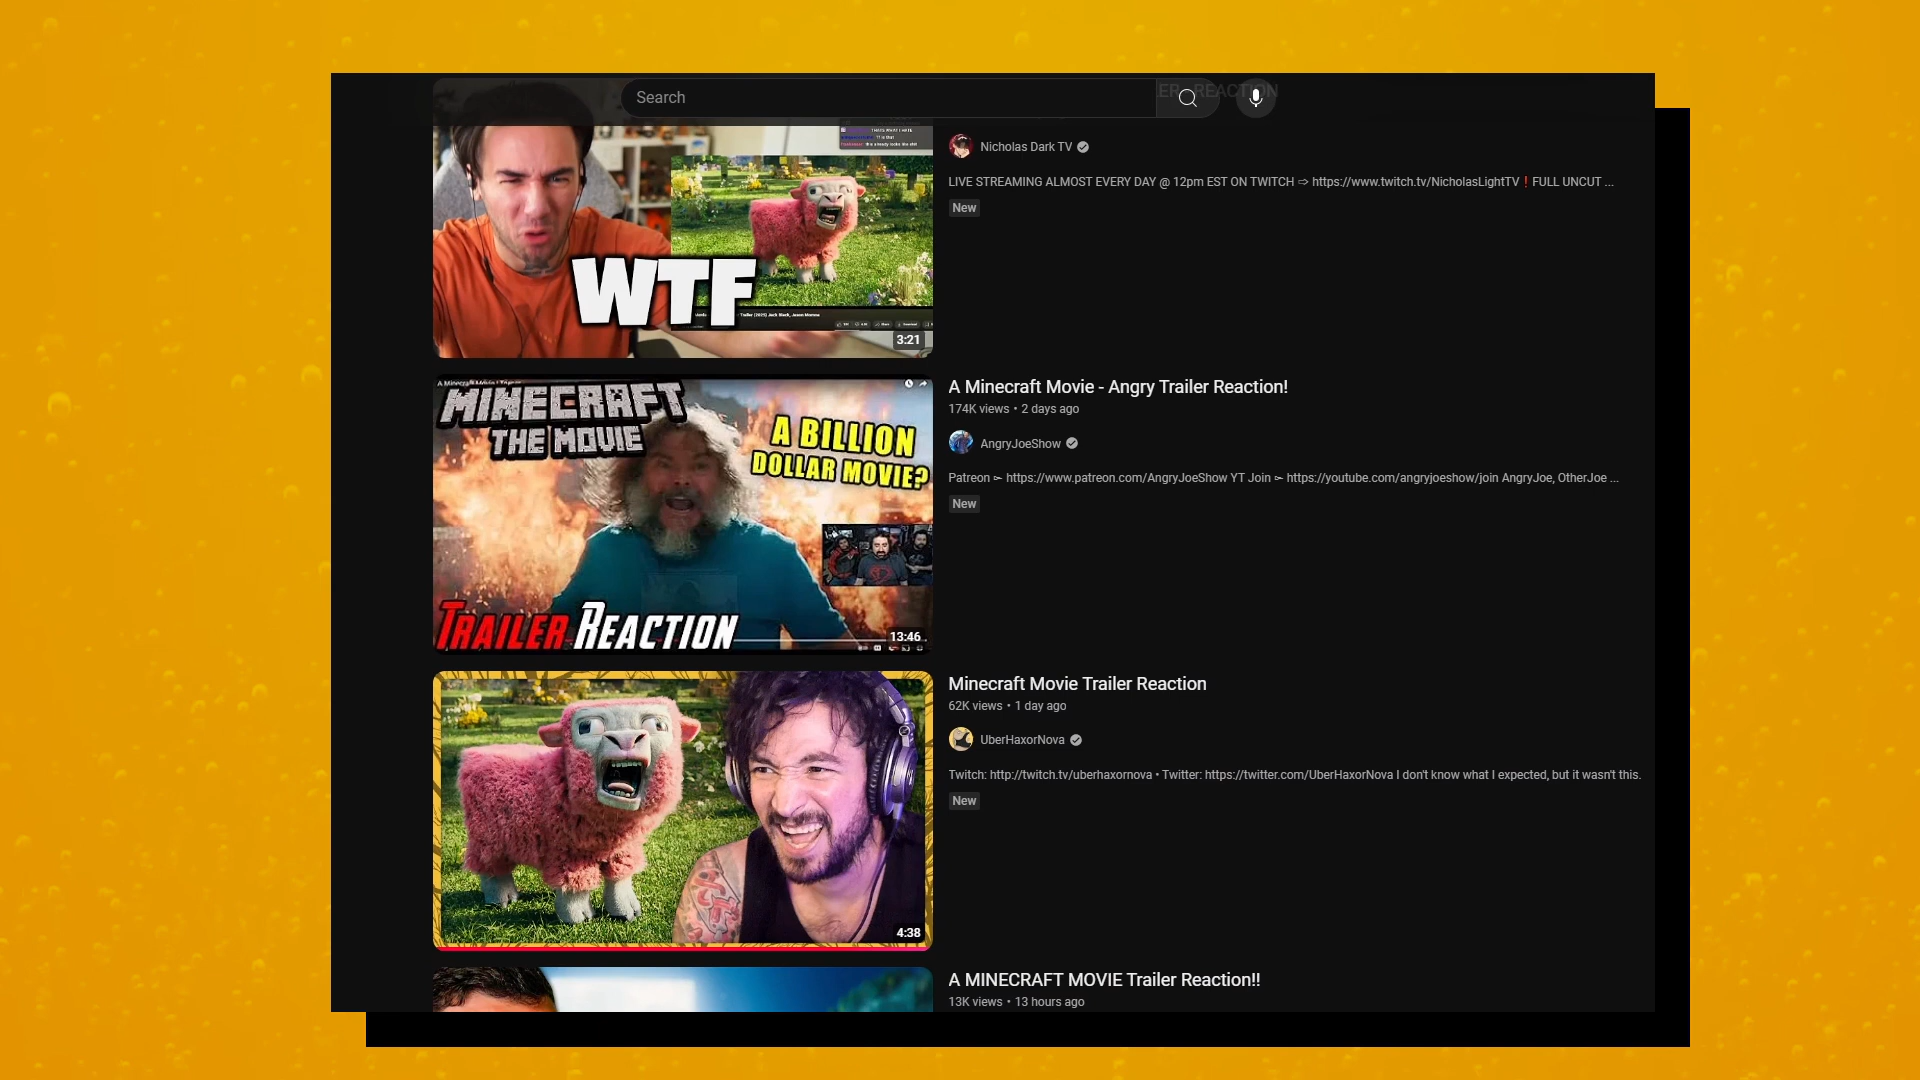 Search
ER REACTION
Nicholas Dark TV
LIVE STREAMING ALMOST EVERY DAY @ 12pm EST ON TWITCH ⇨ https://www.twitch.tv/NicholasLightTV❗FULL UNCUT ...
New
WTF
3:21
MINECRAFT
THE MOVIE
A BILLION
DOLLAR MOVIE?
TRAILER REACTION
13:46
A Minecraft Movie - Angry Trailer Reaction!
174K views • 2 days ago
AngryJoeShow
Patreon ➛ https://www.patreon.com/AngryJoeShow YT Join ➛ https://youtube.com/angryjoeshow/join AngryJoe, OtherJoe ...
New
4:38
Minecraft Movie Trailer Reaction
62K views • 1 day ago
UberHaxorNova
Twitch: http://twitch.tv/uberhaxornova • Twitter: https://twitter.com/UberHaxorNova I don't know what I expected, but it wasn't this.
New
A MINECRAFT MOVIE Trailer Reaction!!
13K views • 13 hours ago